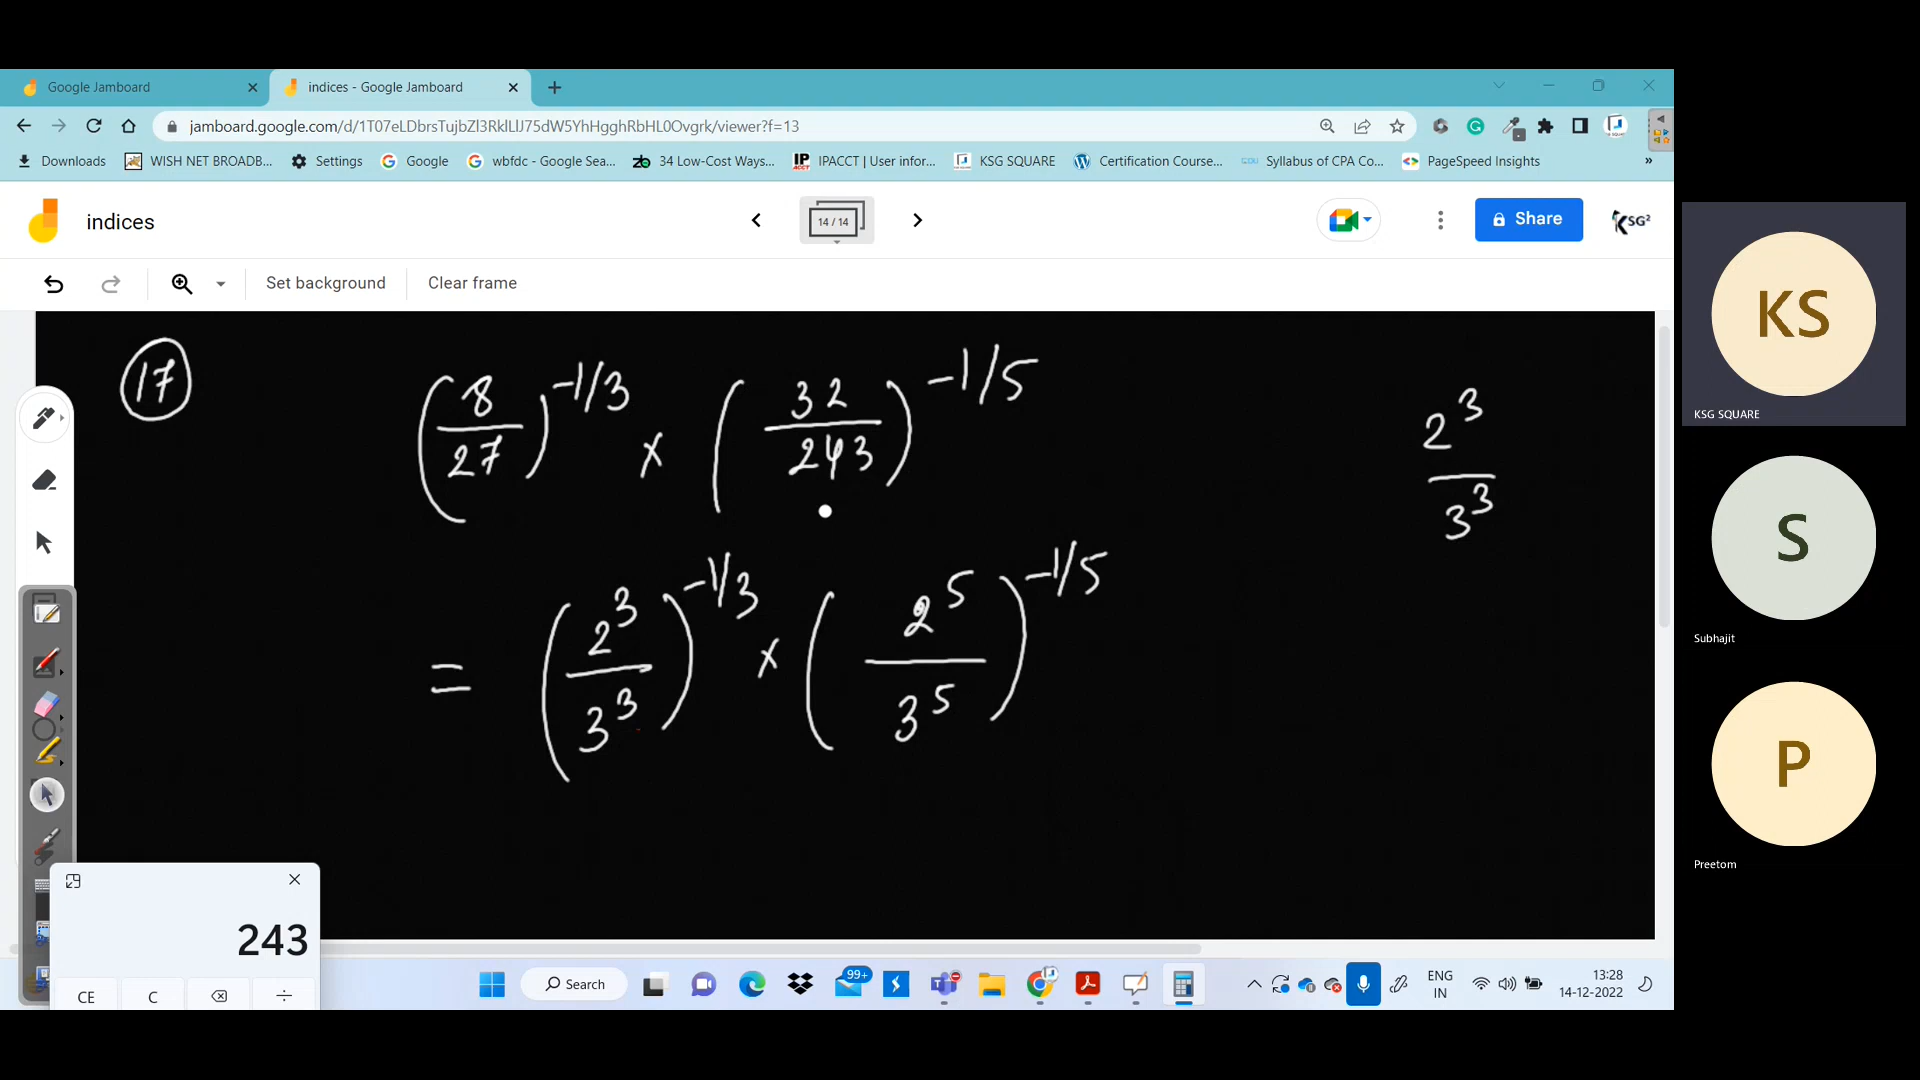 Google Jamboard
indices - Google Jamboard
jamboard.google.com/d/1T07eLDbrsTujbZl3RklLlJ75dW5YhHgghRbHL0Ovgrk/viewer?f=13
Downloads WISH NET BROADB... Settings Google wbfdc - Google Sea... 34 Low-Cost Ways... IPACCT | User infor... KSG SQUARE Certification Course... Syllabus of CPA Co... PageSpeed Insights »
indices
14 / 14
Share
KSG²
Set background
Clear frame
17
(8/27)^-1/3 × (32/243)^-1/5
2^3/3^3
= (2^3/3^3)^-1/3 × (2^5/3^5)^-1/5
243
CE C ÷
Search
99+
ENG
IN
13:28
14-12-2022
KS
KSG SQUARE
S
Subhajit
P
Preetom